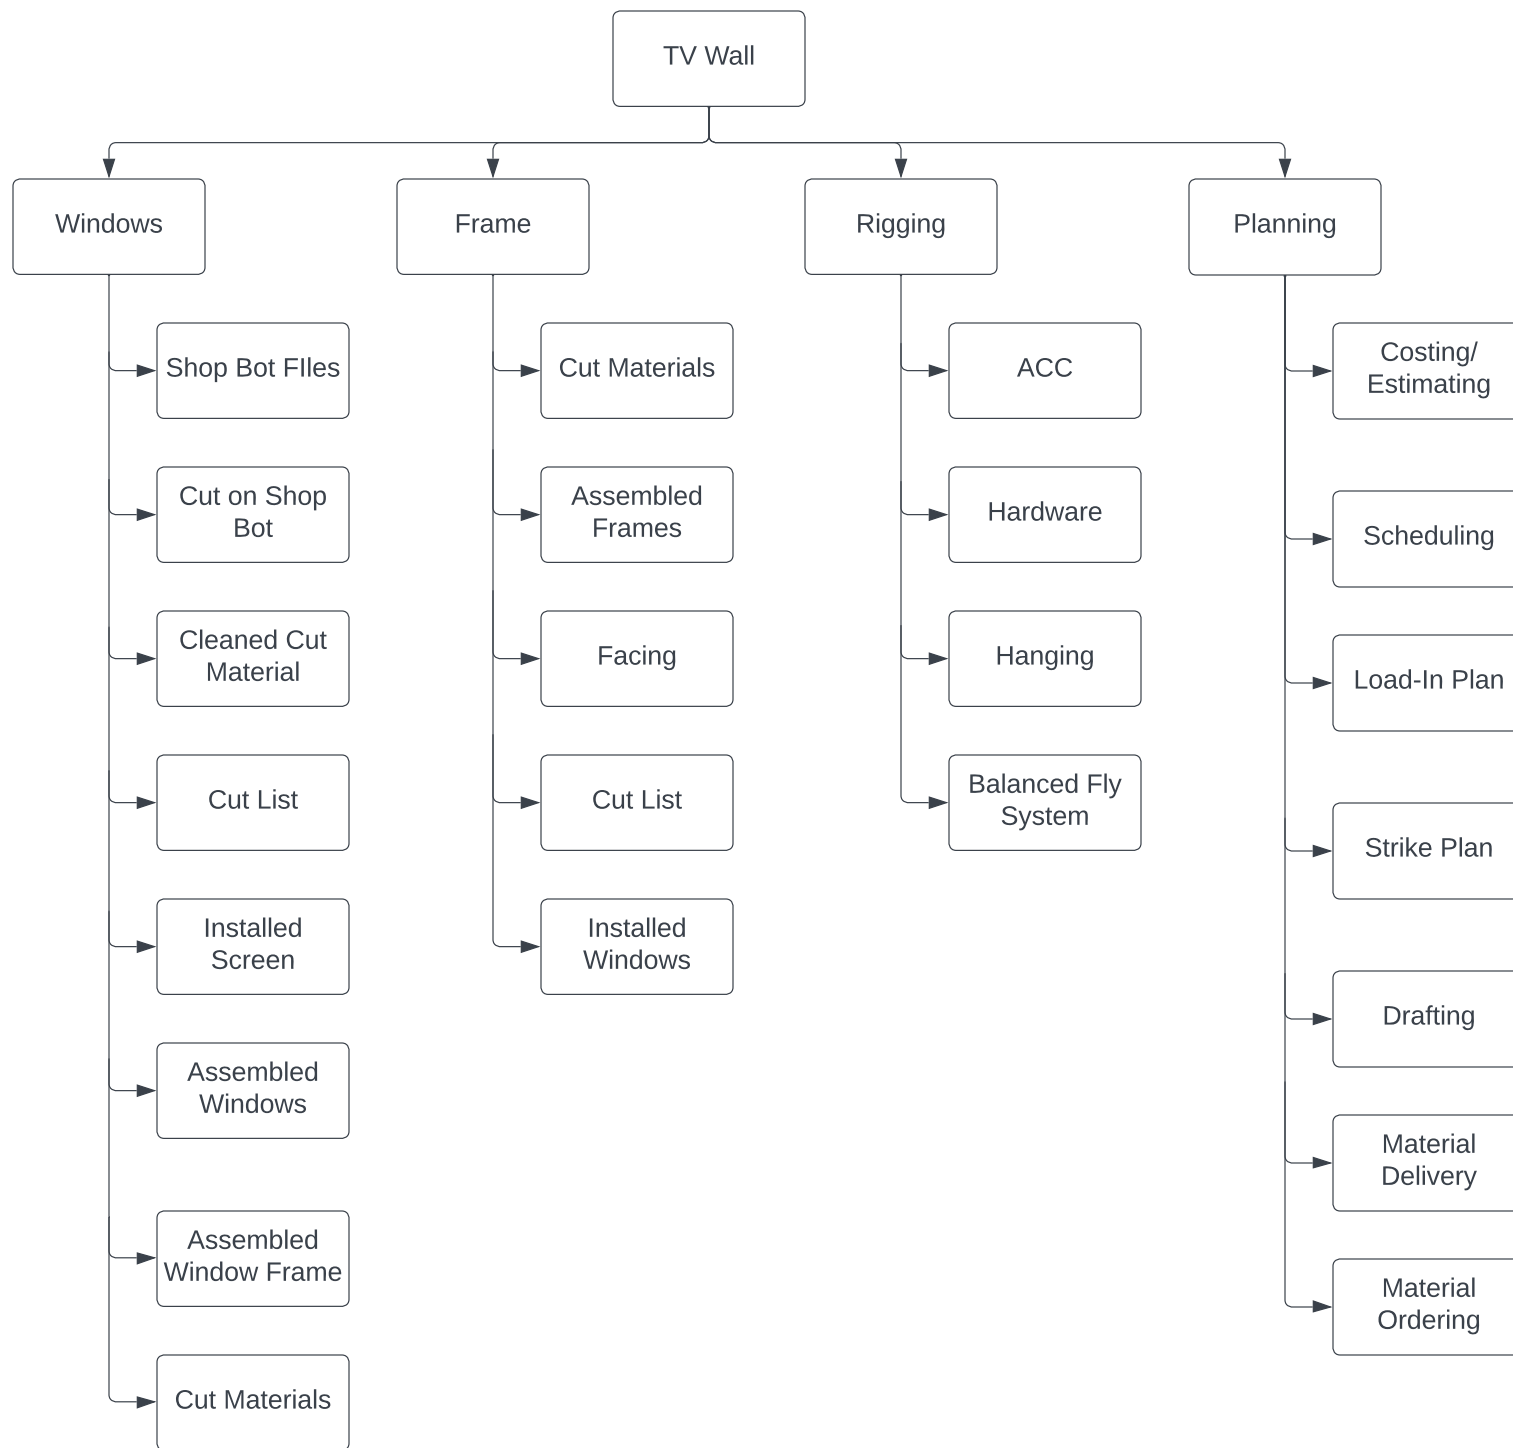 TV Wall
Windows
Frame
Rigging
Planning
Shop Bot FIles
Cut on Shop
Bot
Cleaned Cut
Material
Cut List
Installed
Screen
Assembled
Windows
Assembled
Window Frame
Cut Materials
Cut Materials
Assembled
Frames
Facing
Cut List
Installed
Windows
ACC
Hardware
Hanging
Balanced Fly
System
Costing/
Estimating
Scheduling
Load-In Plan
Strike Plan
Drafting
Material
Delivery
Material
Ordering